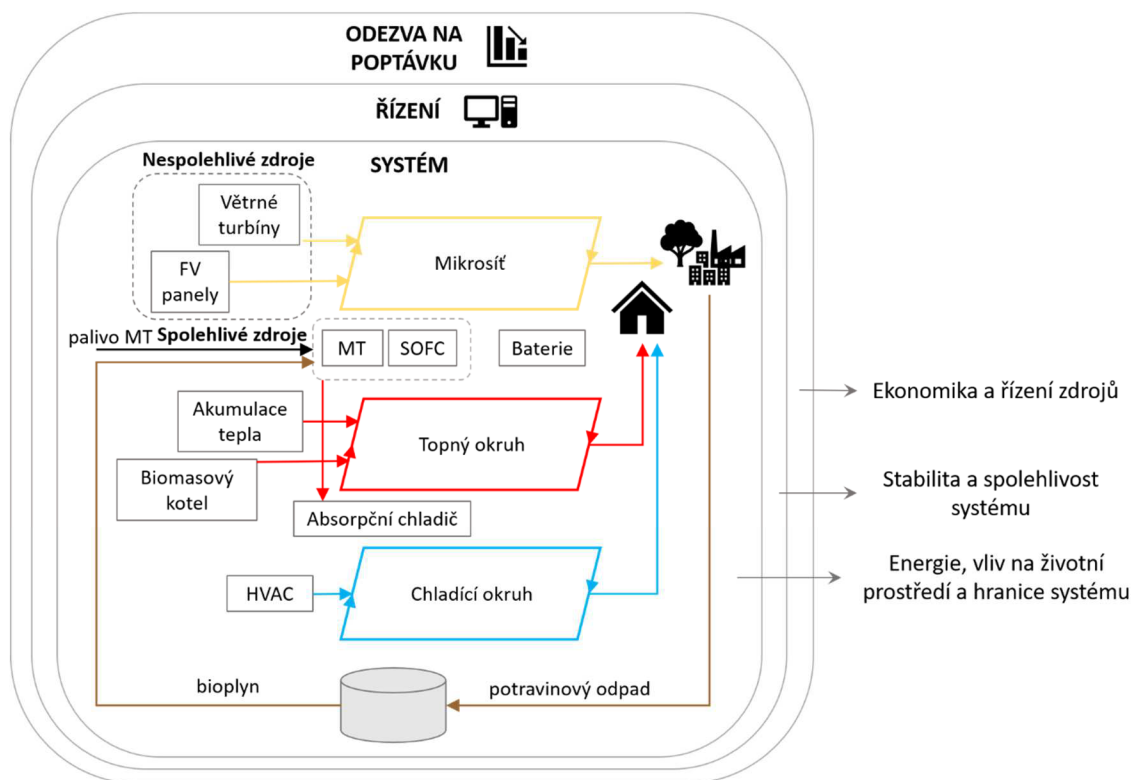 ODEZVA NA
POPTÁVKU
ŘÍZENÍ
SYSTÉM
Nespolehlivé zdroje
Větrné
turbíny
FV
panely
Mikrosíť
palivo MT
Spolehlivé zdroje
MT
SOFC
Baterie
Akumulace
tepla
Topný okruh
Biomasový
kotel
Absorpční chladič
HVAC
Chladící okruh
bioplyn
potravinový odpad
Ekonomika a řízení zdrojů
Stabilita a spolehlivost
systému
Energie, vliv na životní
prostředí a hranice systému